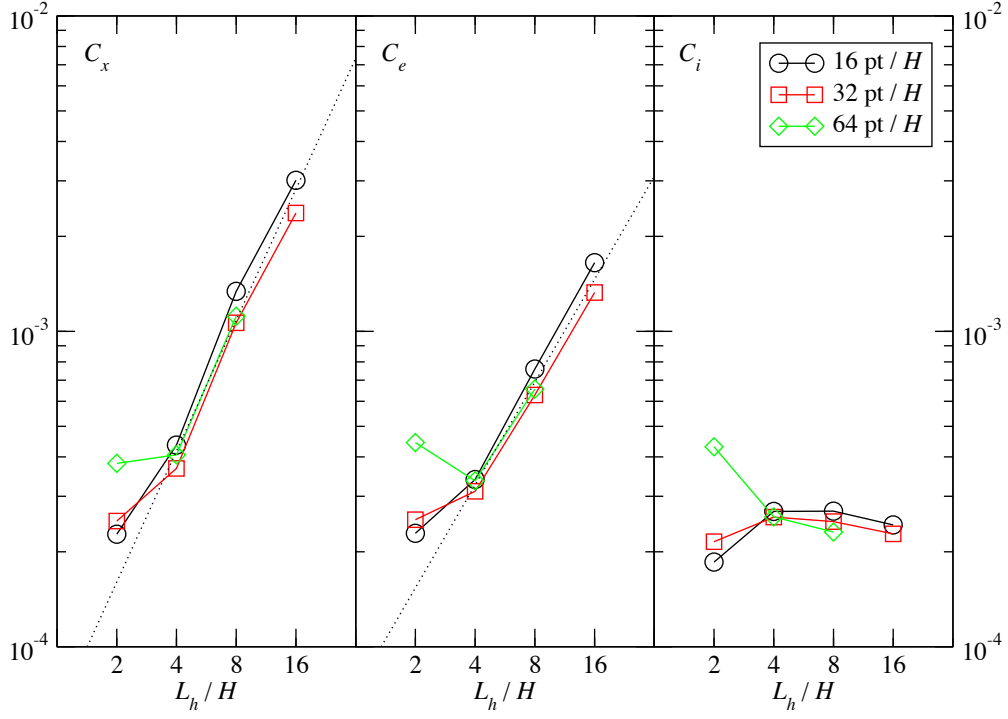 10^-2
C_x
C_e
C_i
10^-2
16 pt / H
32 pt / H
64 pt / H
10^-3
10^-3
10^-4
10^-4
2 4 8 16
2 4 8 16
2 4 8 16
L_h / H
L_h / H
L_h / H